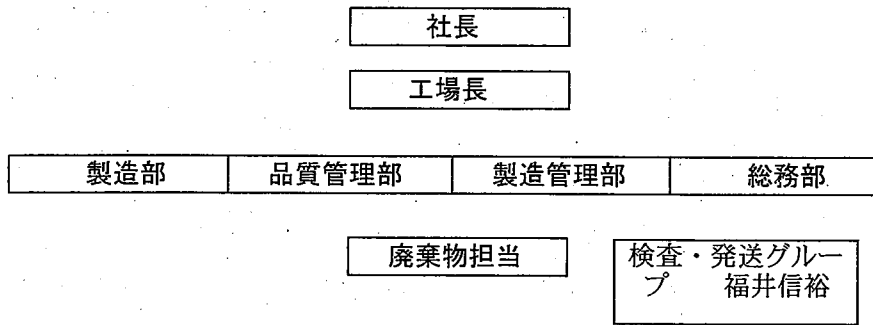 社長
工場長
製造部 品質管理部 製造管理部 総務部
廃棄物担当
検査・発送グルー
プ 福井信裕